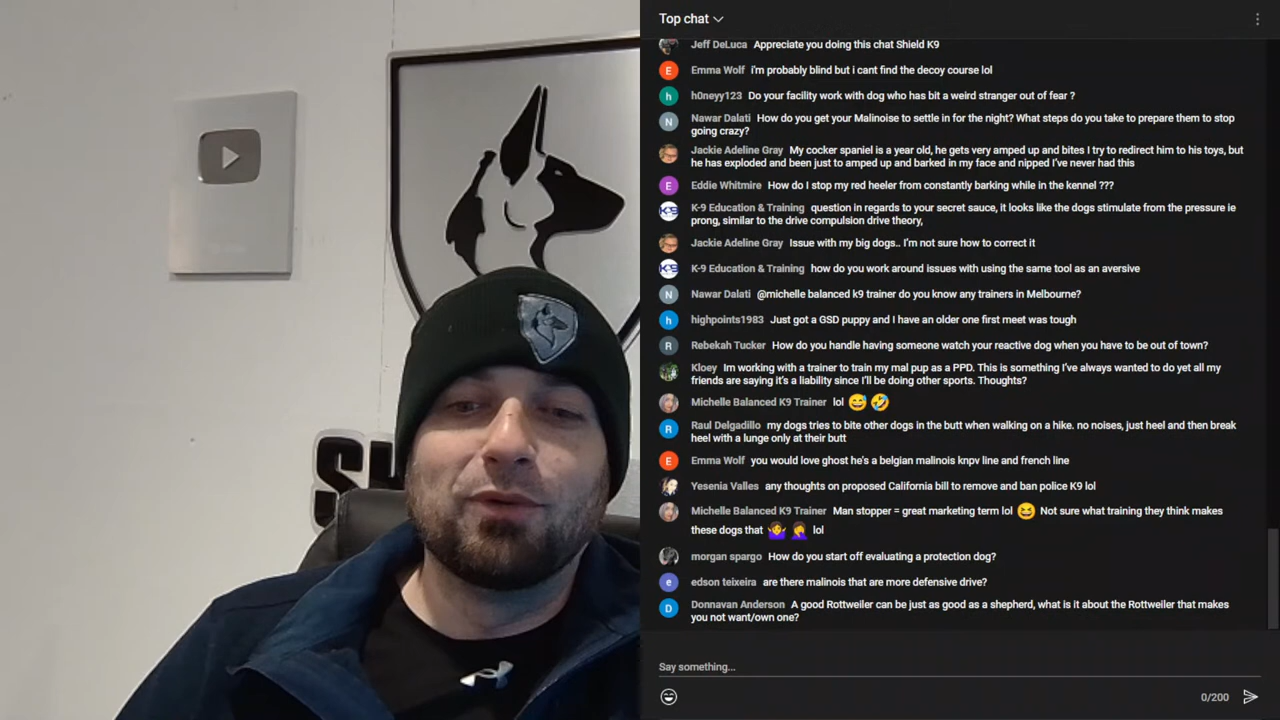 Top chat
Jeff DeLuca Appreciate you doing this chat Shield K9
E Emma Wolf i'm probably blind but i cant find the decoy course lol
h h0neyy123 Do your facility work with dog who has bit a weird stranger out of fear ?
N Nawar Dalati How do you get your Malinoise to settle in for the night? What steps do you take to prepare them to stop
going crazy?
Jackie Adeline Gray My cocker spaniel is a year old, he gets very amped up and bites I try to redirect him to his toys, but
he has exploded and been just to amped up and barked in my face and nipped I've never had this
E Eddie Whitmire How do I stop my red heeler from constantly barking while in the kennel ???
K-9 K-9 Education & Training question in regards to your secret sauce, it looks like the dogs stimulate from the pressure ie
prong, similar to the drive compulsion drive theory,
Jackie Adeline Gray Issue with my big dogs.. I'm not sure how to correct it
K-9 K-9 Education & Training how do you work around issues with using the same tool as an aversive
N Nawar Dalati @michelle balanced k9 trainer do you know any trainers in Melbourne?
h highpoints1983 Just got a GSD puppy and I have an older one first meet was tough
R Rebekah Tucker How do you handle having someone watch your reactive dog when you have to be out of town?
Kloey Im working with a trainer to train my mal pup as a PPD. This is something I've always wanted to do yet all my
friends are saying it's a liability since I'll be doing other sports. Thoughts?
Michelle Balanced K9 Trainer lol 😅 🤣
R Raul Delgadillo my dogs tries to bite other dogs in the butt when walking on a hike. no noises, just heel and then break
heel with a lunge only at their butt
E Emma Wolf you would love ghost he's a belgian malinois knpv line and french line
Yesenia Valles any thoughts on proposed California bill to remove and ban police K9 lol
Michelle Balanced K9 Trainer Man stopper = great marketing term lol 😆 Not sure what training they think makes
these dogs that 🤷‍♀️ 🤦‍♀️ lol
morgan spargo How do you start off evaluating a protection dog?
e edson teixeira are there malinois that are more defensive drive?
D Donnavan Anderson A good Rottweiler can be just as good as a shepherd, what is it about the Rottweiler that makes
you not want/own one?
Say something...
0/200
SH